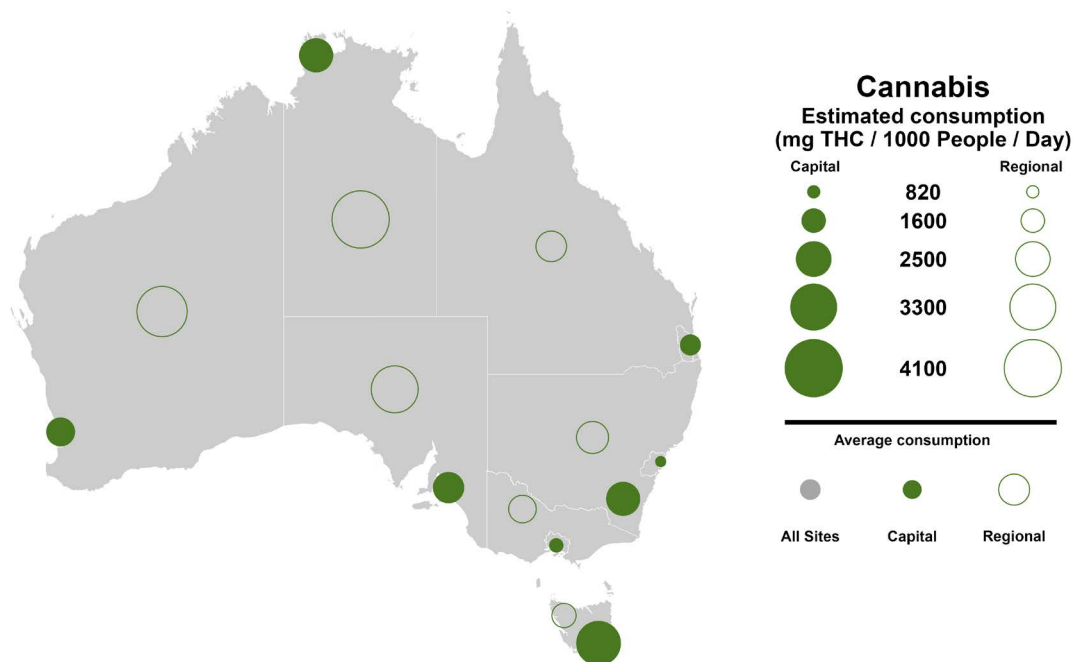 Cannabis
Estimated consumption
(mg THC / 1000 People / Day)
Capital Regional
820
1600
2500
3300
4100
Average consumption
All Sites Capital Regional